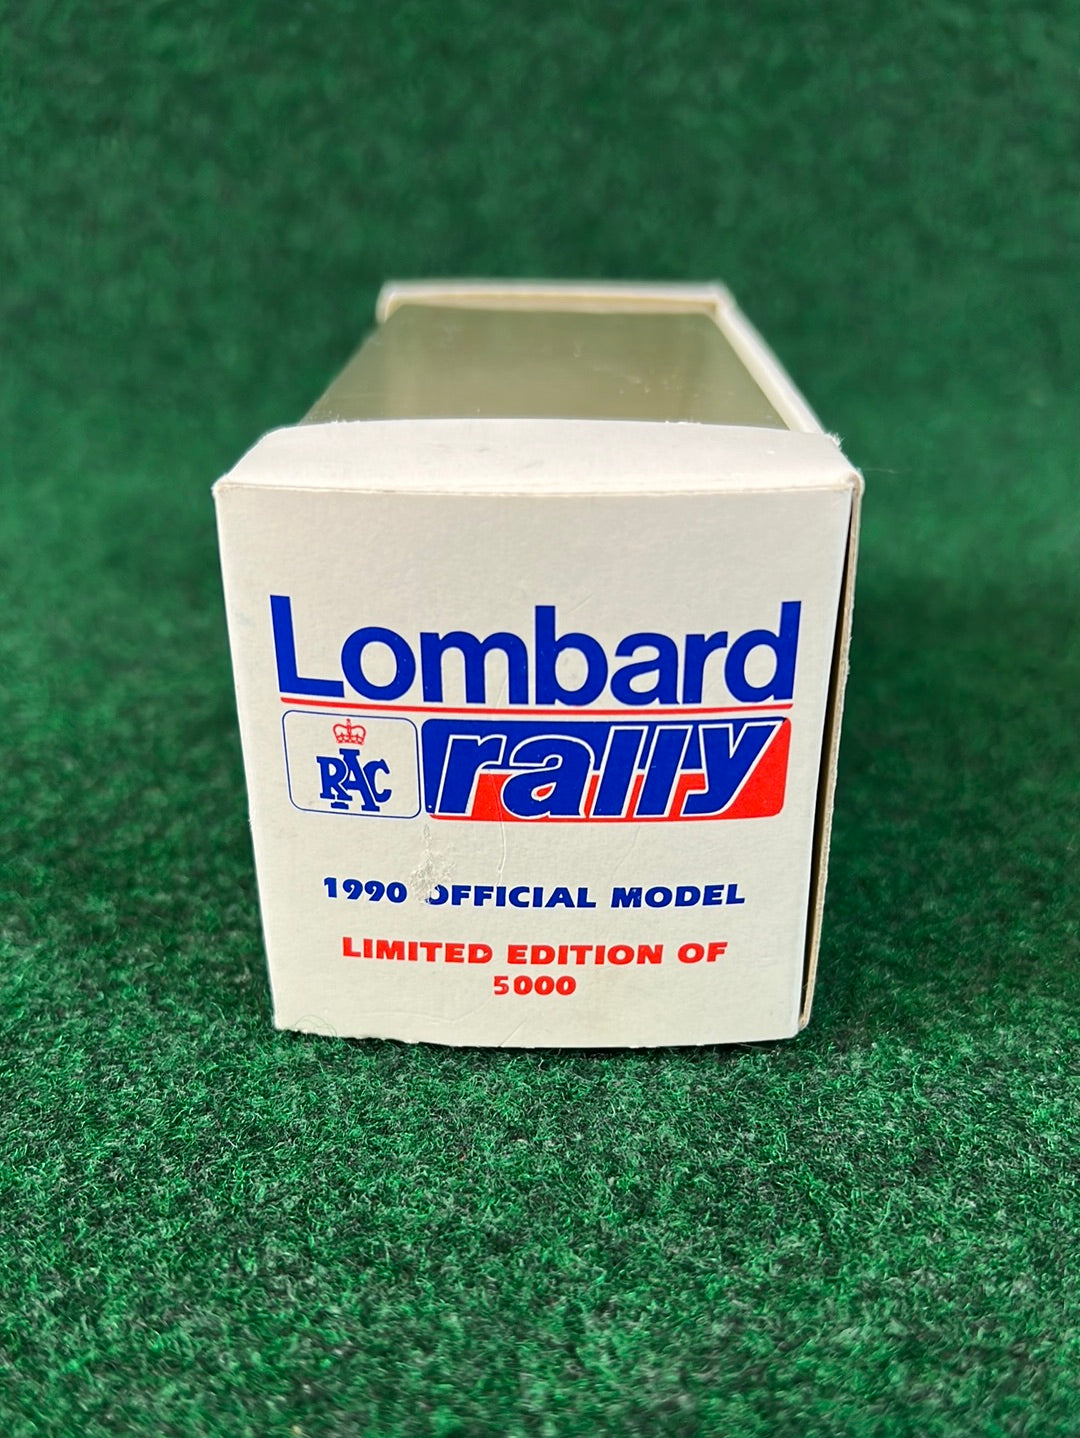 Lombard
RAC rally
1990 OFFICIAL MODEL
LIMITED EDITION OF
5000